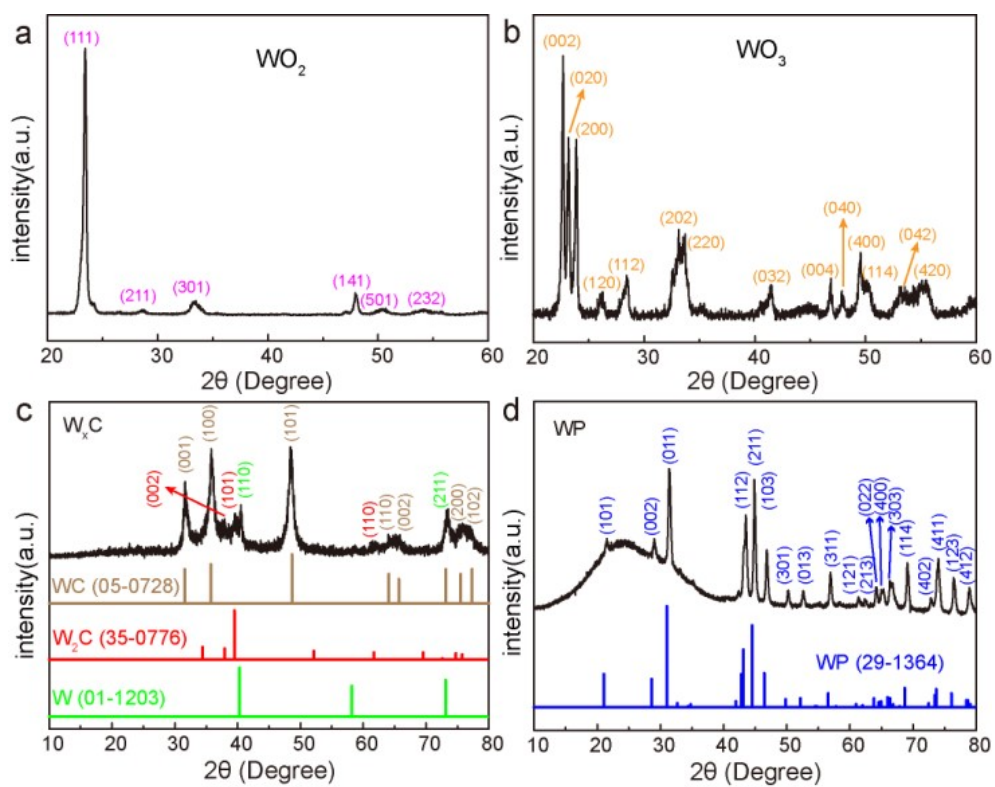 a
(111)
WO₂
(211)
(301)
(141)
(501)
(232)
intensity(a.u.)
20 30 40 50 60
2θ (Degree)
b
(002)
WO₃
(020)
(200)
(120)
(112)
(202)
(220)
(032)
(004)
(040)
(400)
(114)
(042)
(420)
intensity(a.u.)
20 30 40 50 60
2θ (Degree)
c
WₓC
(002)
(001)
(100)
(101)
(110)
(101)
(110)
(110)
(002)
(211)
(200)
(102)
WC (05-0728)
W₂C (35-0776)
W (01-1203)
intensity(a.u.)
10 20 30 40 50 60 70 80
2θ (Degree)
d
WP
(101)
(002)
(011)
(112)
(211)
(103)
(301)
(013)
(311)
(121)
(213)
(022)
(400)
(303)
(114)
(402)
(411)
(123)
(412)
WP (29-1364)
intensity(a.u.)
10 20 30 40 50 60 70 80
2θ (Degree)